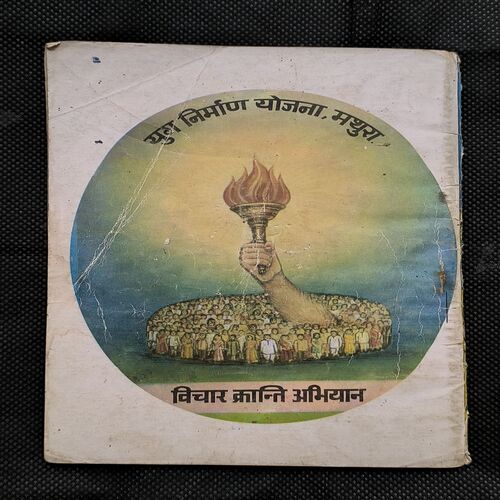 युग निर्माण योजना, मथुरा.
विचार क्रान्ति अभियान